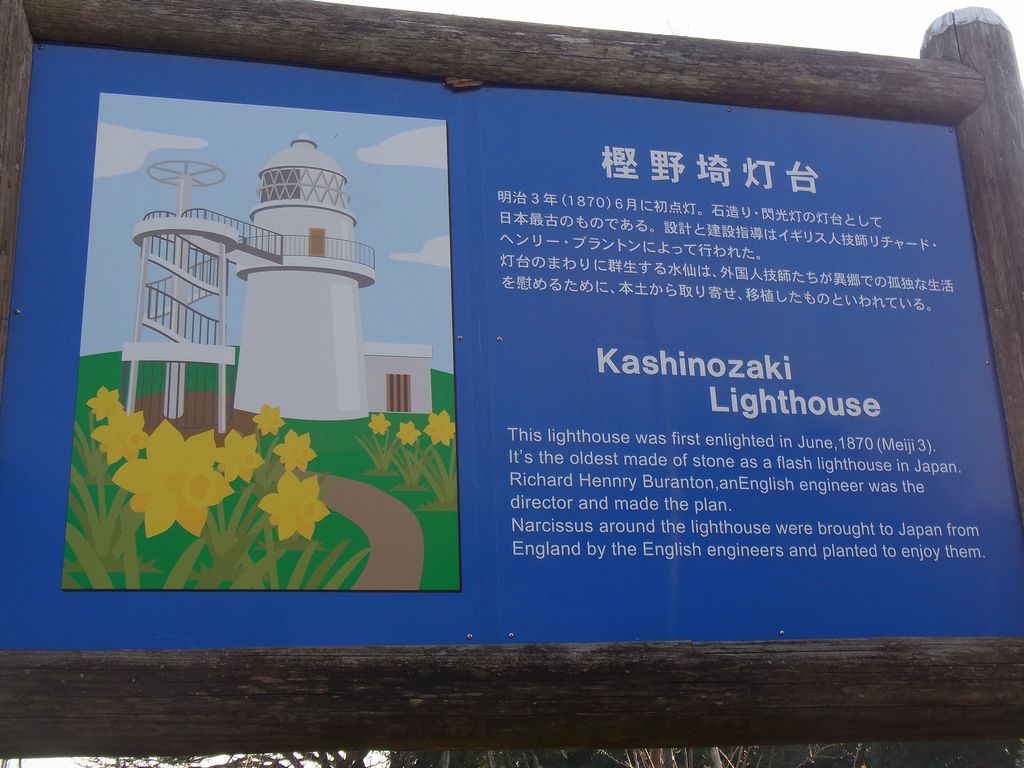 樫野埼灯台
明治3年(1870)6月に初点灯。石造り・閃光灯の灯台として
日本最古のものである。設計と建設指導はイギリス人技師リチャード・
ヘンリー・ブラントンによって行われた。
灯台のまわりに群生する水仙は、外国人技師たちが異郷での孤独な生活
を慰めるために、本土から取り寄せ、移植したものといわれている。
Kashinozaki
Lighthouse
This lighthouse was first enlighted in June,1870 (Meiji 3).
It's the oldest made of stone as a flash lighthouse in Japan.
Richard Hennry Buranton,anEnglish engineer was the
director and made the plan.
Narcissus around the lighthouse were brought to Japan from
England by the English engineers and planted to enjoy them.